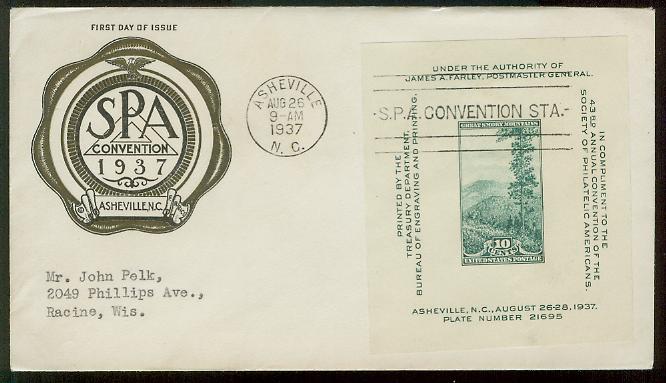 FIRST DAY OF ISSUE
SPA
CONVENTION
1937
ASHEVILLE, N.C.
ASHEVILLE
AUG 26
9-AM
1937
N. C.
Mr. John Pelk,
2049 Phillips Ave.,
Racine, Wis.
UNDER THE AUTHORITY OF
JAMES A. FARLEY, POSTMASTER GENERAL.
-S.P.A. CONVENTION STA.-
PRINTED BY THE
TREASURY DEPARTMENT,
BUREAU OF ENGRAVING AND PRINTING.
GREAT SMOKY MOUNTAINS
10
CENTS
UNITED STATES POSTAGE
IN COMPLIMENT TO THE
43RD ANNUAL CONVENTION OF THE
SOCIETY OF PHILATELIC AMERICANS.
ASHEVILLE, N.C., AUGUST 26-28, 1937.
PLATE NUMBER 21695